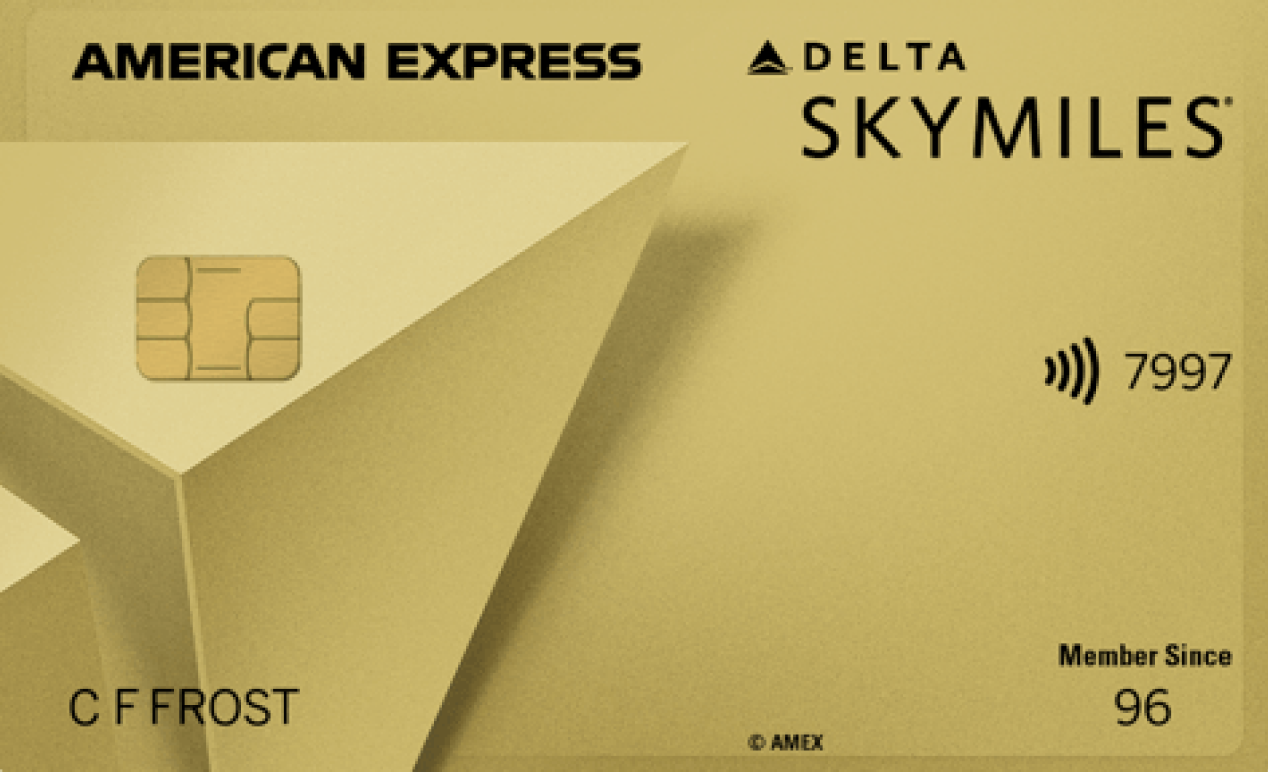 AMERICAN EXPRESS
DELTA
SKYMILES®
7997
Member Since
96
C F FROST
© AMEX